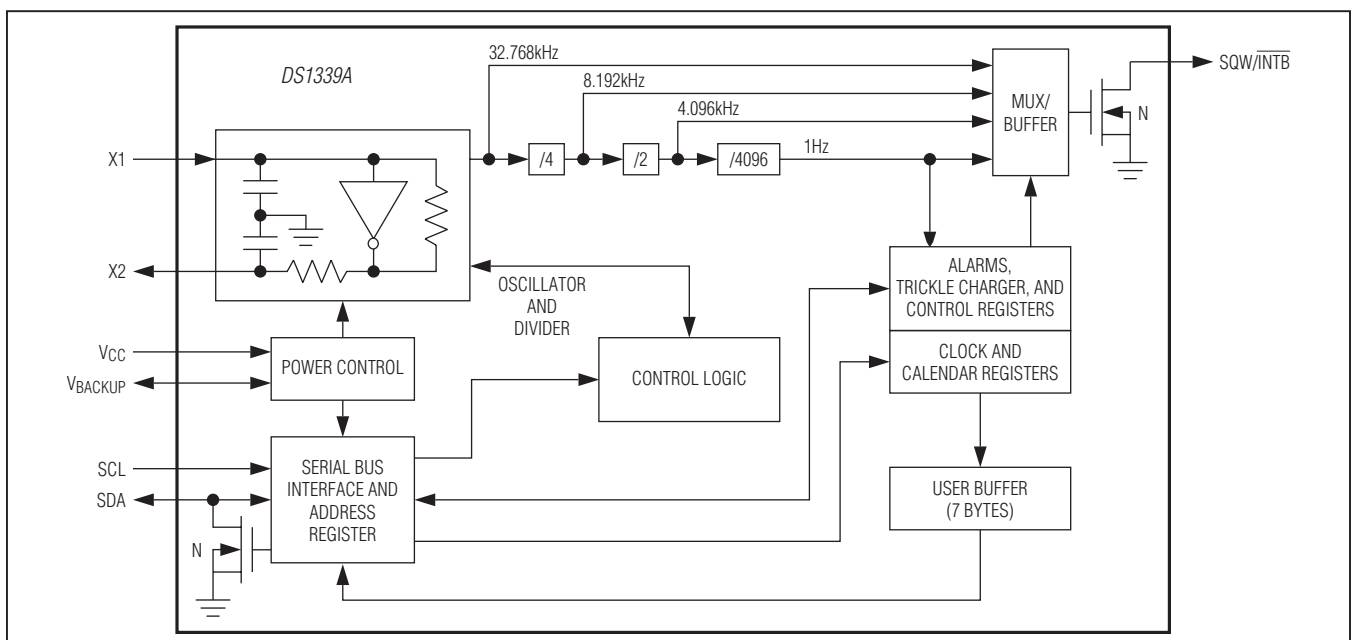 32.768kHz
DS1339A
8.192kHz
4.096kHz
MUX/
BUFFER
SQW/INTB
N
X1
/4
/2
/4096
1Hz
X2
OSCILLATOR
AND
DIVIDER
ALARMS,
TRICKLE CHARGER, AND
CONTROL REGISTERS
VCC
VBACKUP
POWER CONTROL
CONTROL LOGIC
CLOCK AND
CALENDAR REGISTERS
SCL
SDA
SERIAL BUS
INTERFACE AND
ADDRESS
REGISTER
USER BUFFER
(7 BYTES)
N